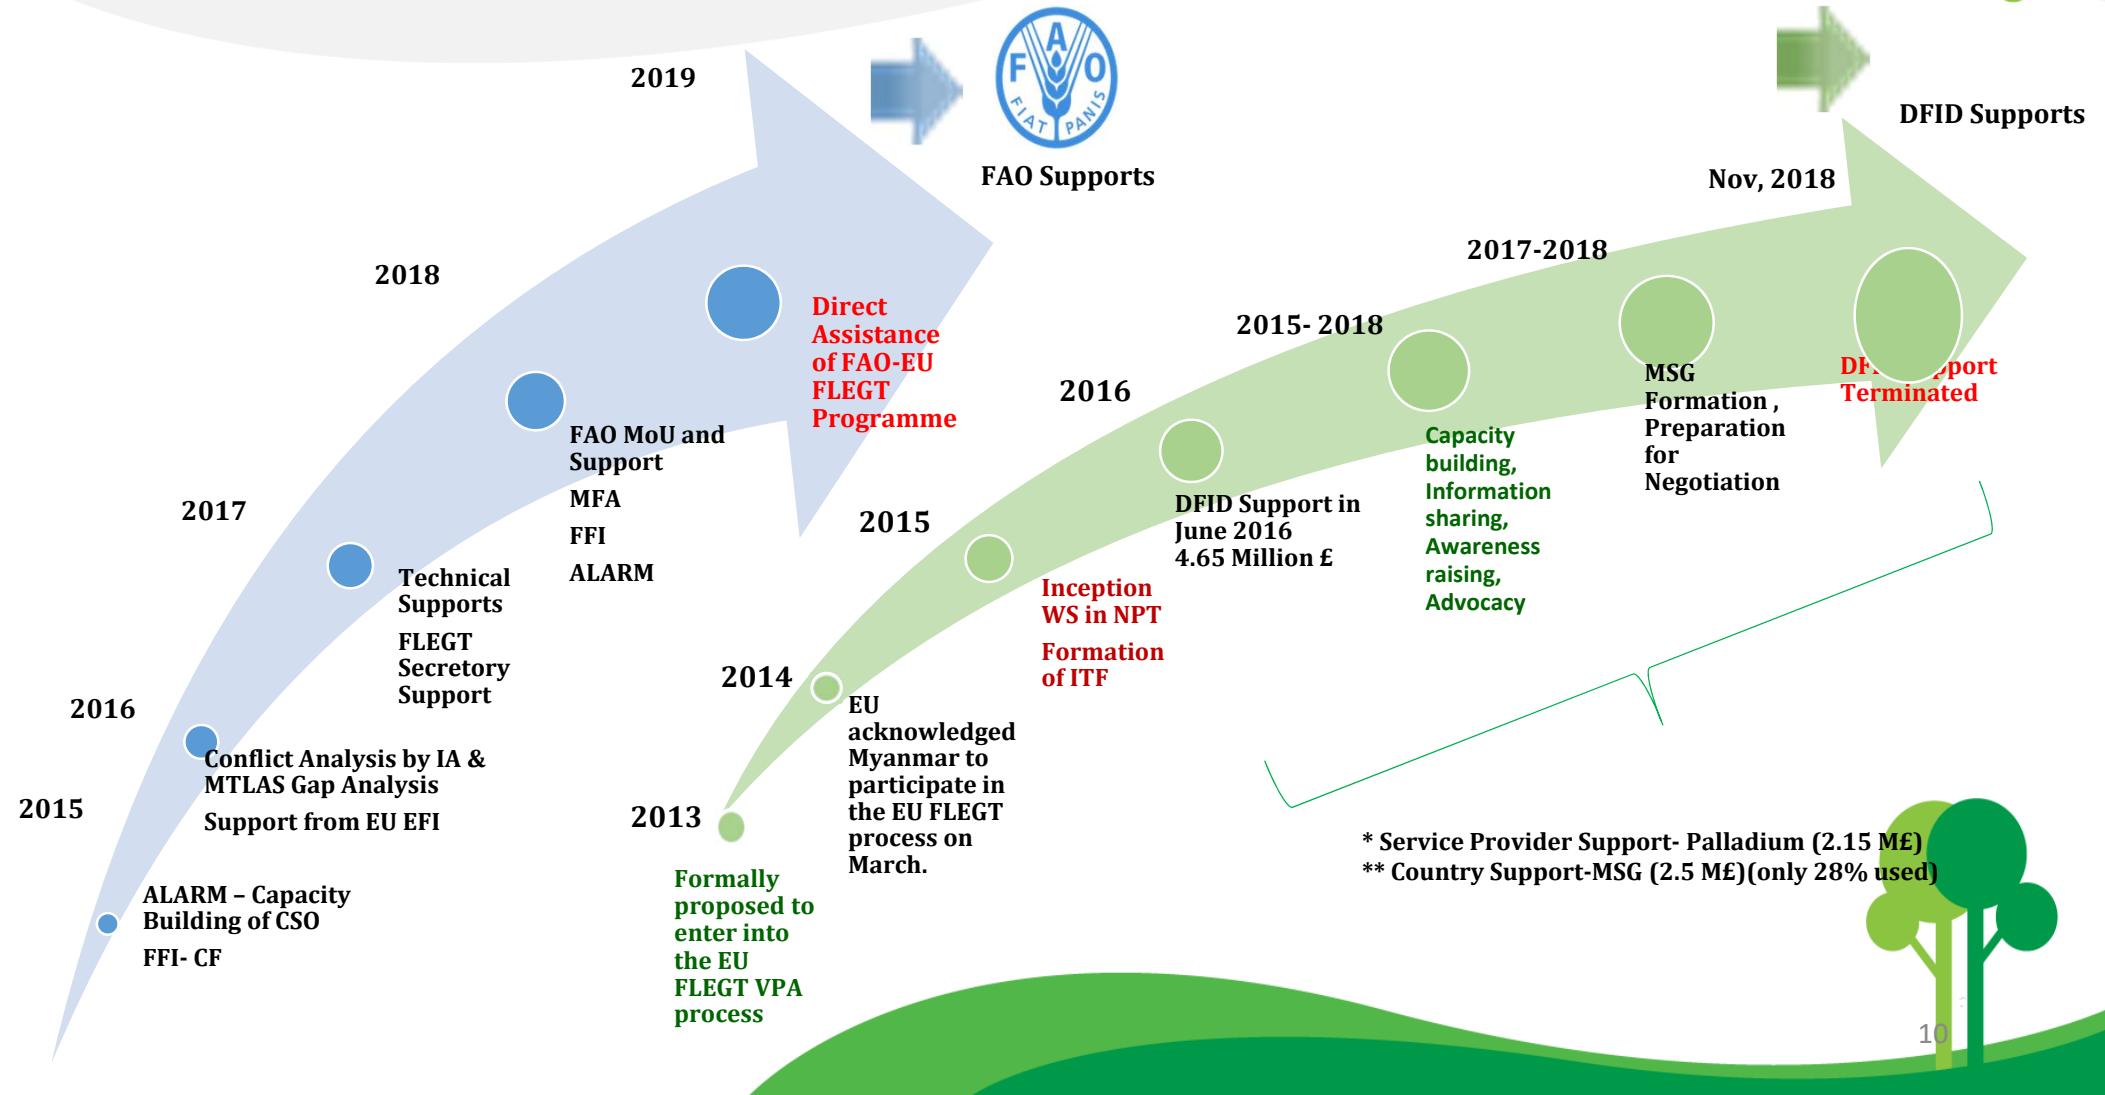 2019
F A O
FIAT PANIS
FAO Supports
2018
Direct
Assistance
of FAO-EU
FLEGT
Programme
2017
FAO MoU and
Support
MFA
FFI
ALARM
2016
Technical
Supports
FLEGT
Secretory
Support
2015
Conflict Analysis by IA &
MTLAS Gap Analysis
Support from EU EFI
ALARM – Capacity
Building of CSO
FFI- CF
DFID Supports
Nov, 2018
Terminated
2017-2018
MSG
Formation ,
Preparation
for
Negotiation
2015- 2018
Capacity
building,
Information
sharing,
Awareness
raising,
Advocacy
2016
DFID Support in
June 2016
4.65 Million £
2015
Inception
WS in NPT
Formation
of ITF
2014
EU
acknowledged
Myanmar to
participate in
the EU FLEGT
process on
March.
2013
Formally
proposed to
enter into
the EU
FLEGT VPA
process
* Service Provider Support- Palladium (2.15 M£)
** Country Support-MSG (2.5 M£)(only 28% used)
10